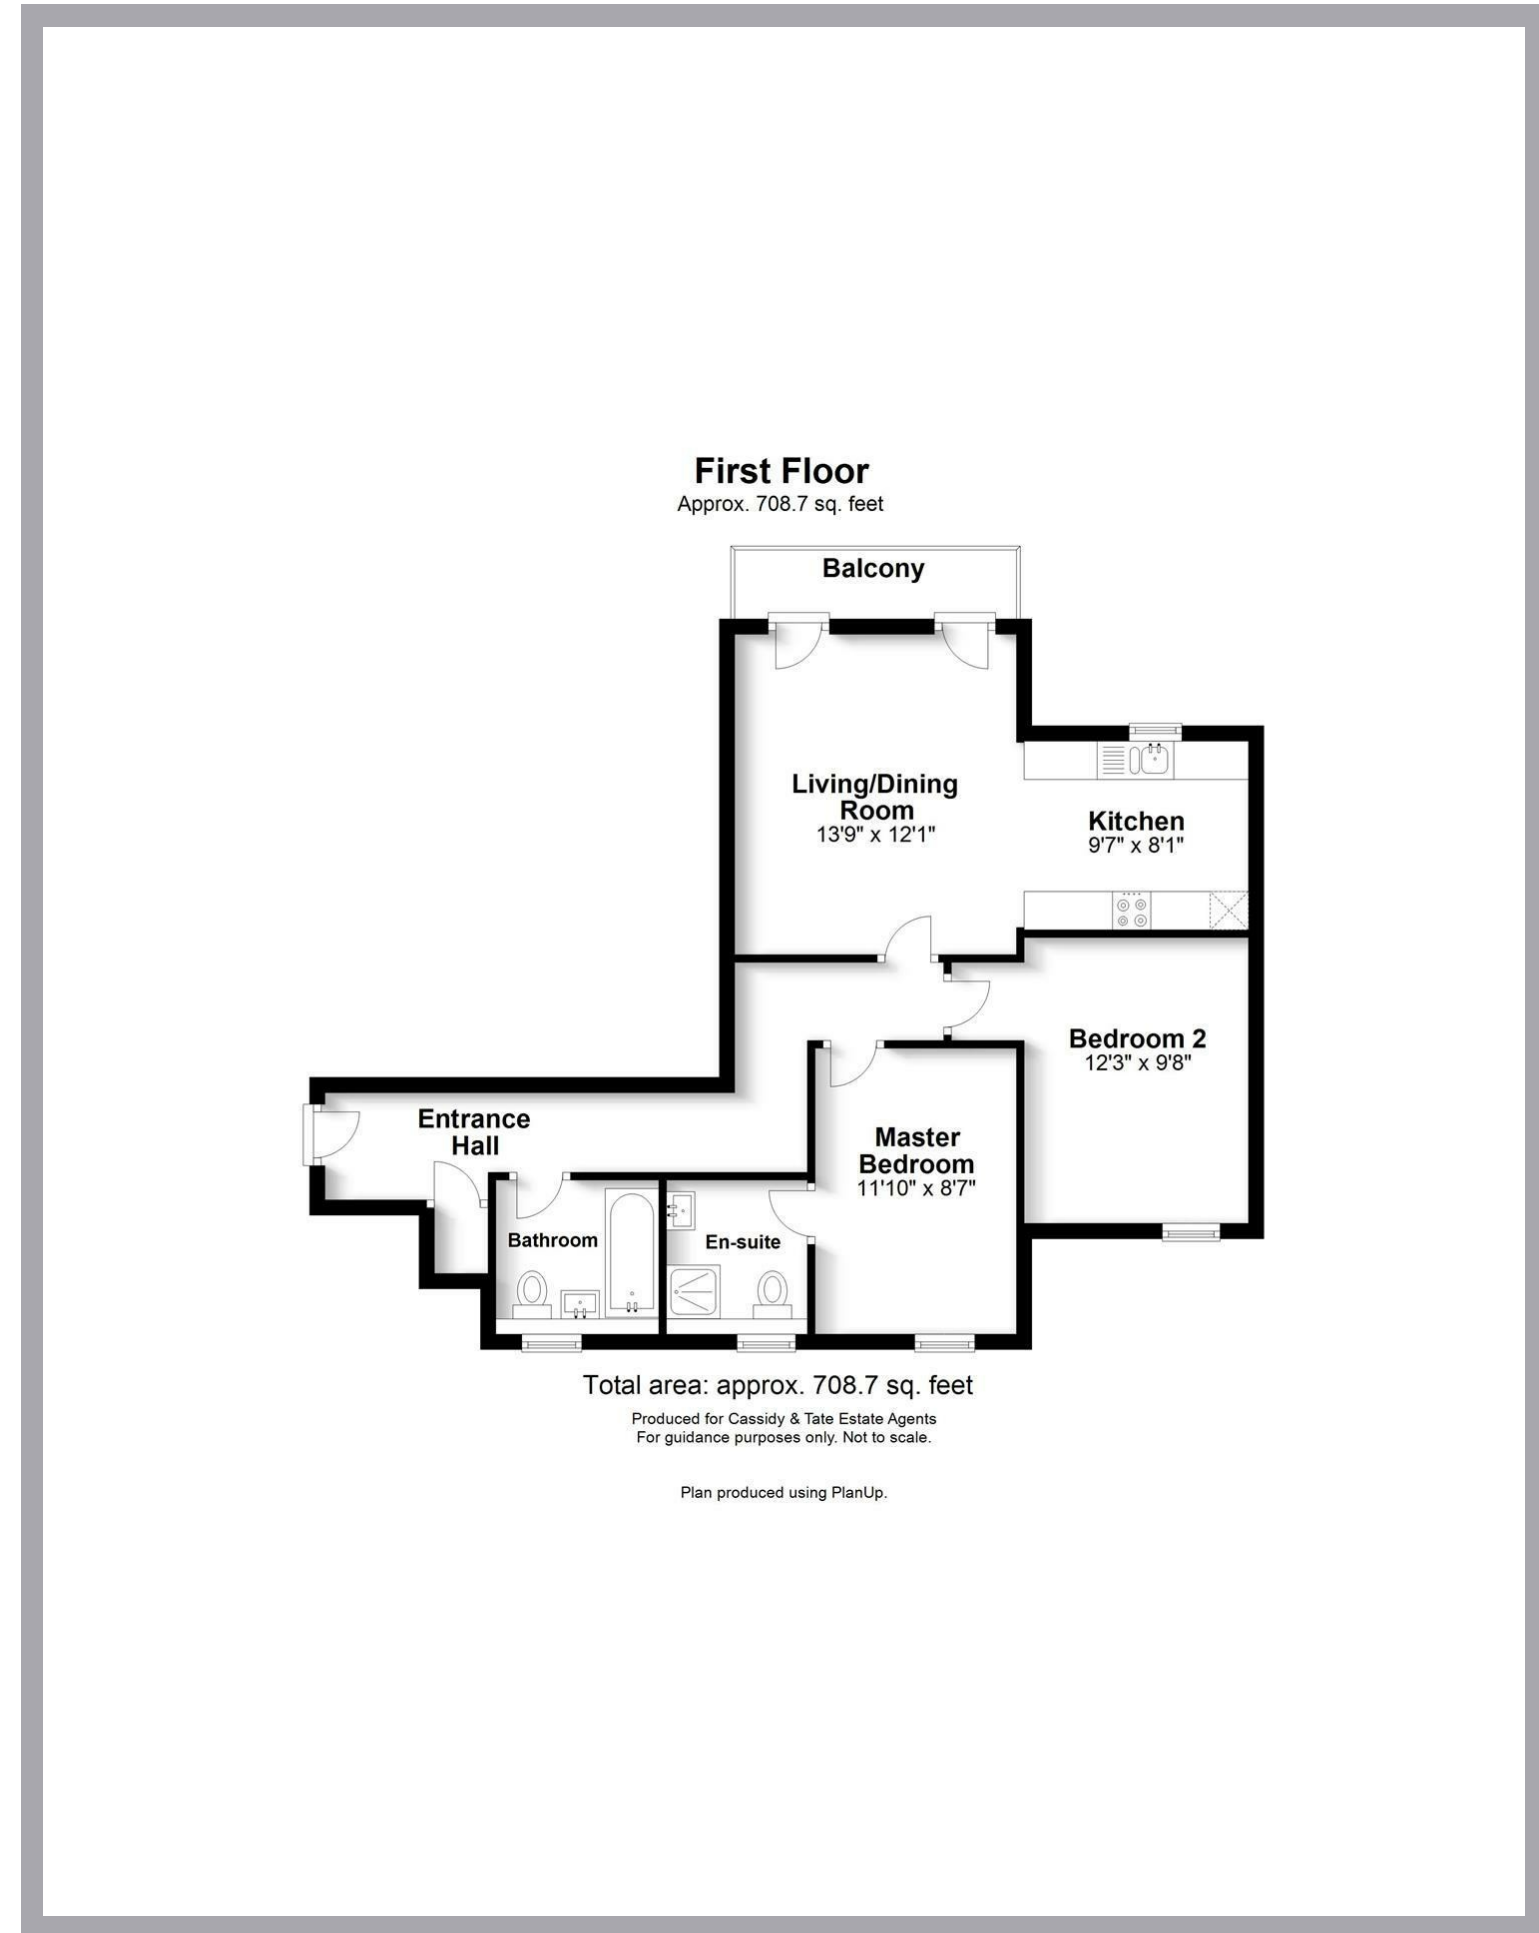 First Floor
Approx. 708.7 sq. feet
Balcony
Living/Dining
Room
13'9" x 12'1"
Kitchen
9'7" x 8'1"
Bedroom 2
12'3" x 9'8"
Entrance
Hall
Master
Bedroom
11'10" x 8'7"
Bathroom
En-suite
Total area: approx. 708.7 sq. feet
Produced for Cassidy & Tate Estate Agents
For guidance purposes only. Not to scale.
Plan produced using PlanUp.